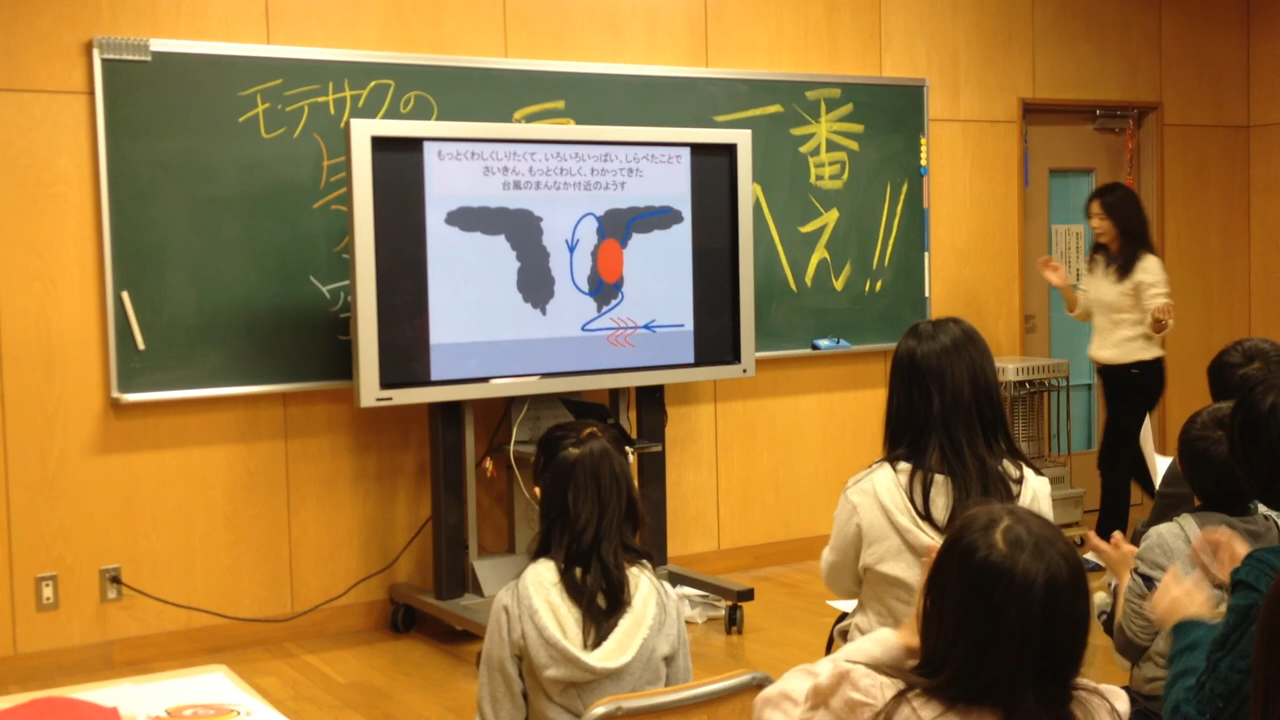 モテサクの
一番
へぇ!!
もっとくわしくしりたくて、いろいろいっぱい、しらべたことで
さいきん、もっとくわしく、わかってきた
台風のまんなか付近のようす